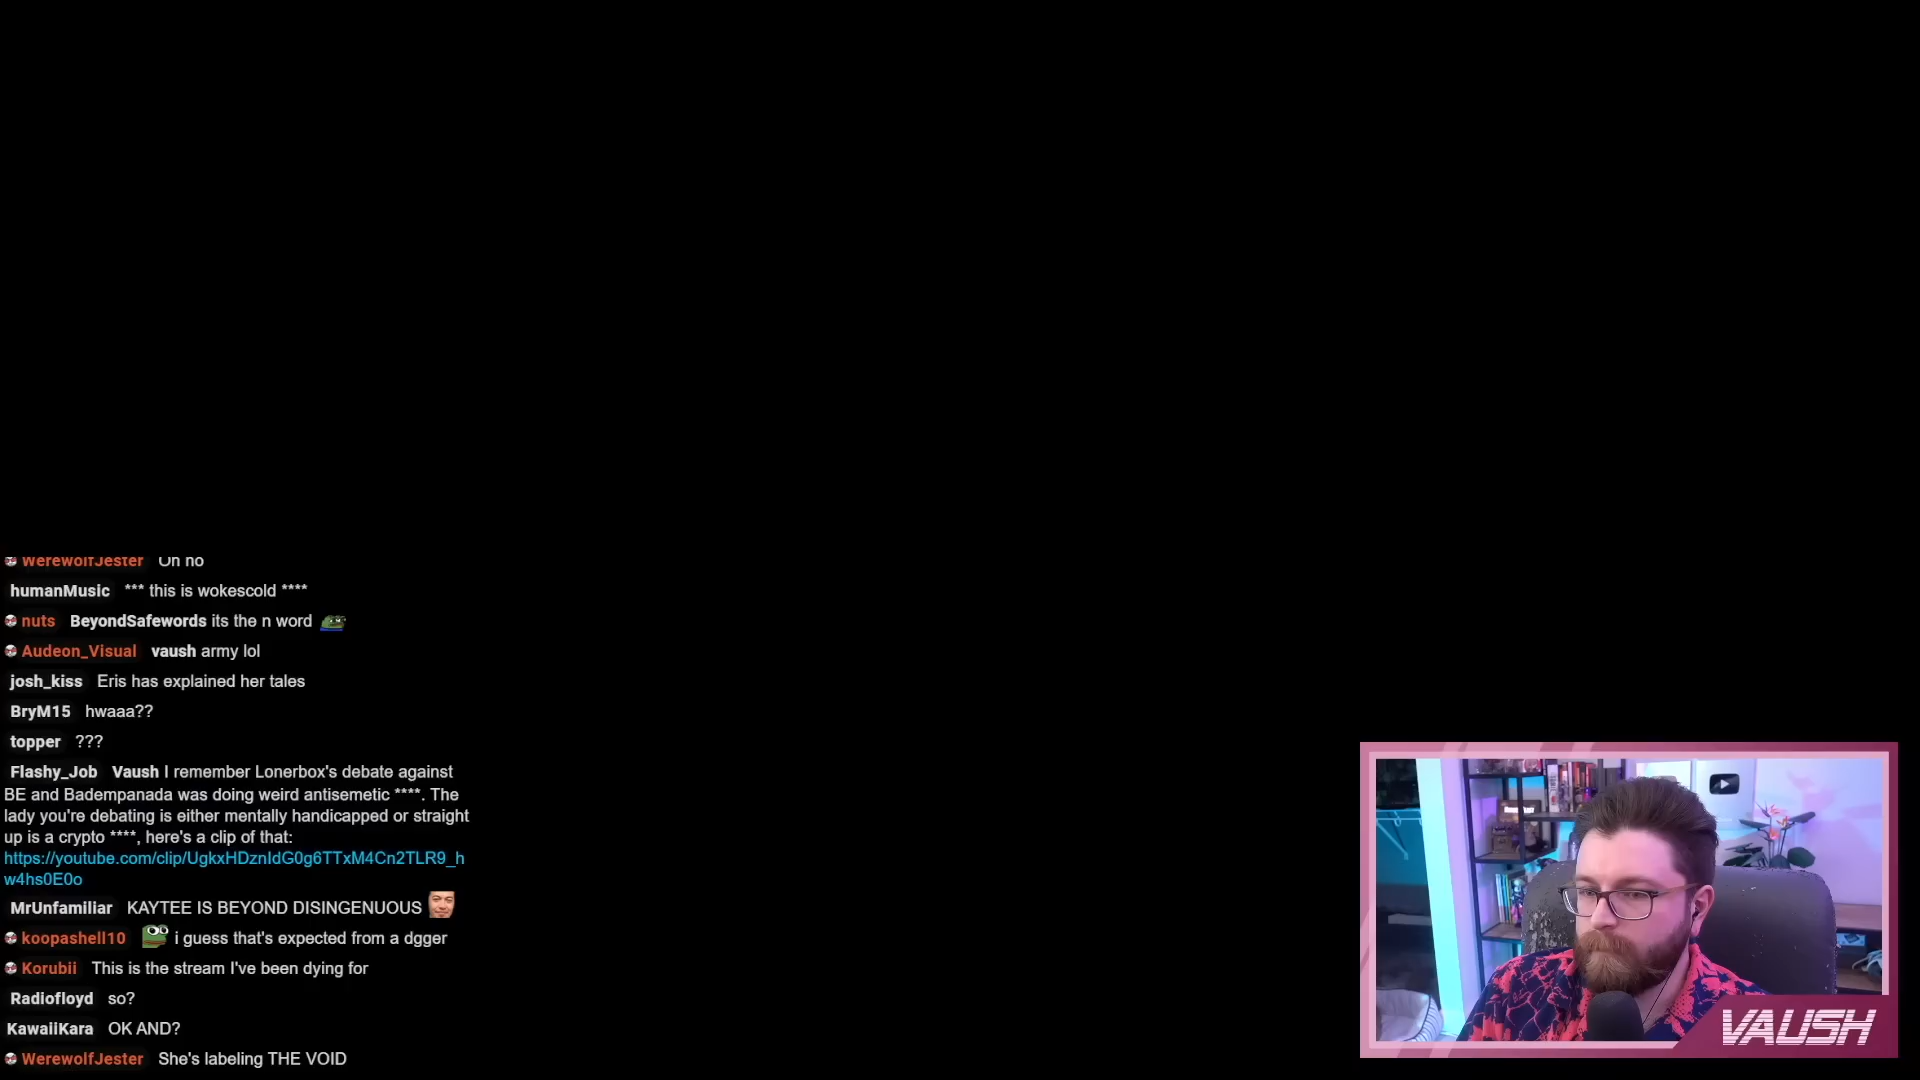 WerewolfJester Oh no
humanMusic *** this is wokescold ****
nuts BeyondSafewords its the n word
Audeon_Visual vaush army lol
josh_kiss Eris has explained her tales
BryM15 hwaaa??
topper ???
Flashy_Job Vaush I remember Lonerbox's debate against
BE and Badempanada was doing weird antisemetic ****. The
lady you're debating is either mentally handicapped or straight
up is a crypto ****, here's a clip of that:
https://youtube.com/clip/UgkxHDznIdG0g6TTxM4Cn2TLR9_h
w4hs0E0o
MrUnfamiliar KAYTEE IS BEYOND DISINGENUOUS
koopashell10 i guess that's expected from a dgger
Korubii This is the stream I've been dying for
Radiofloyd so?
KawaiiKara OK AND?
WerewolfJester She's labeling THE VOID
VAUSH